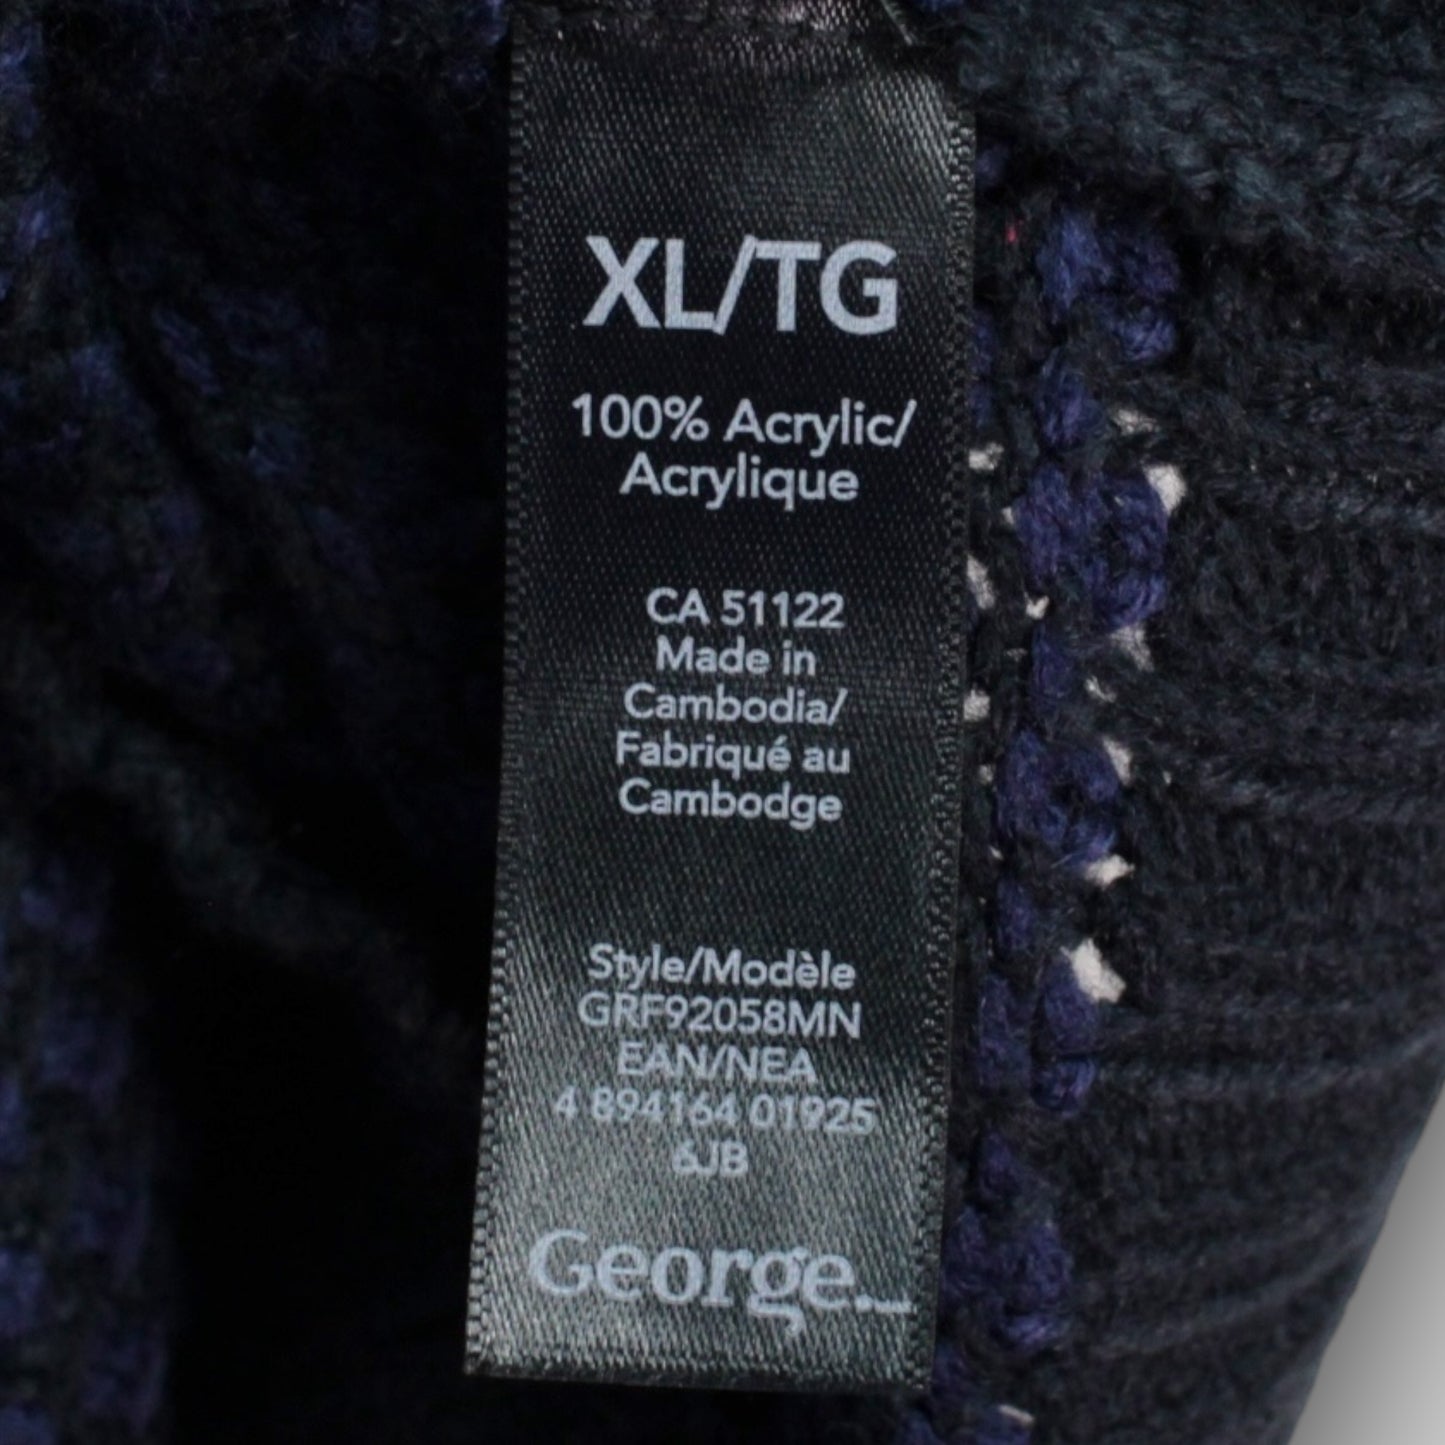 XL/TG
100% Acrylic/
Acrylique
CA 51122
Made in
Cambodia/
Fabriqué au
Cambodge
Style/Modèle
GRF92058MN
EAN/NEA
4 894164 01925
6JB
George._